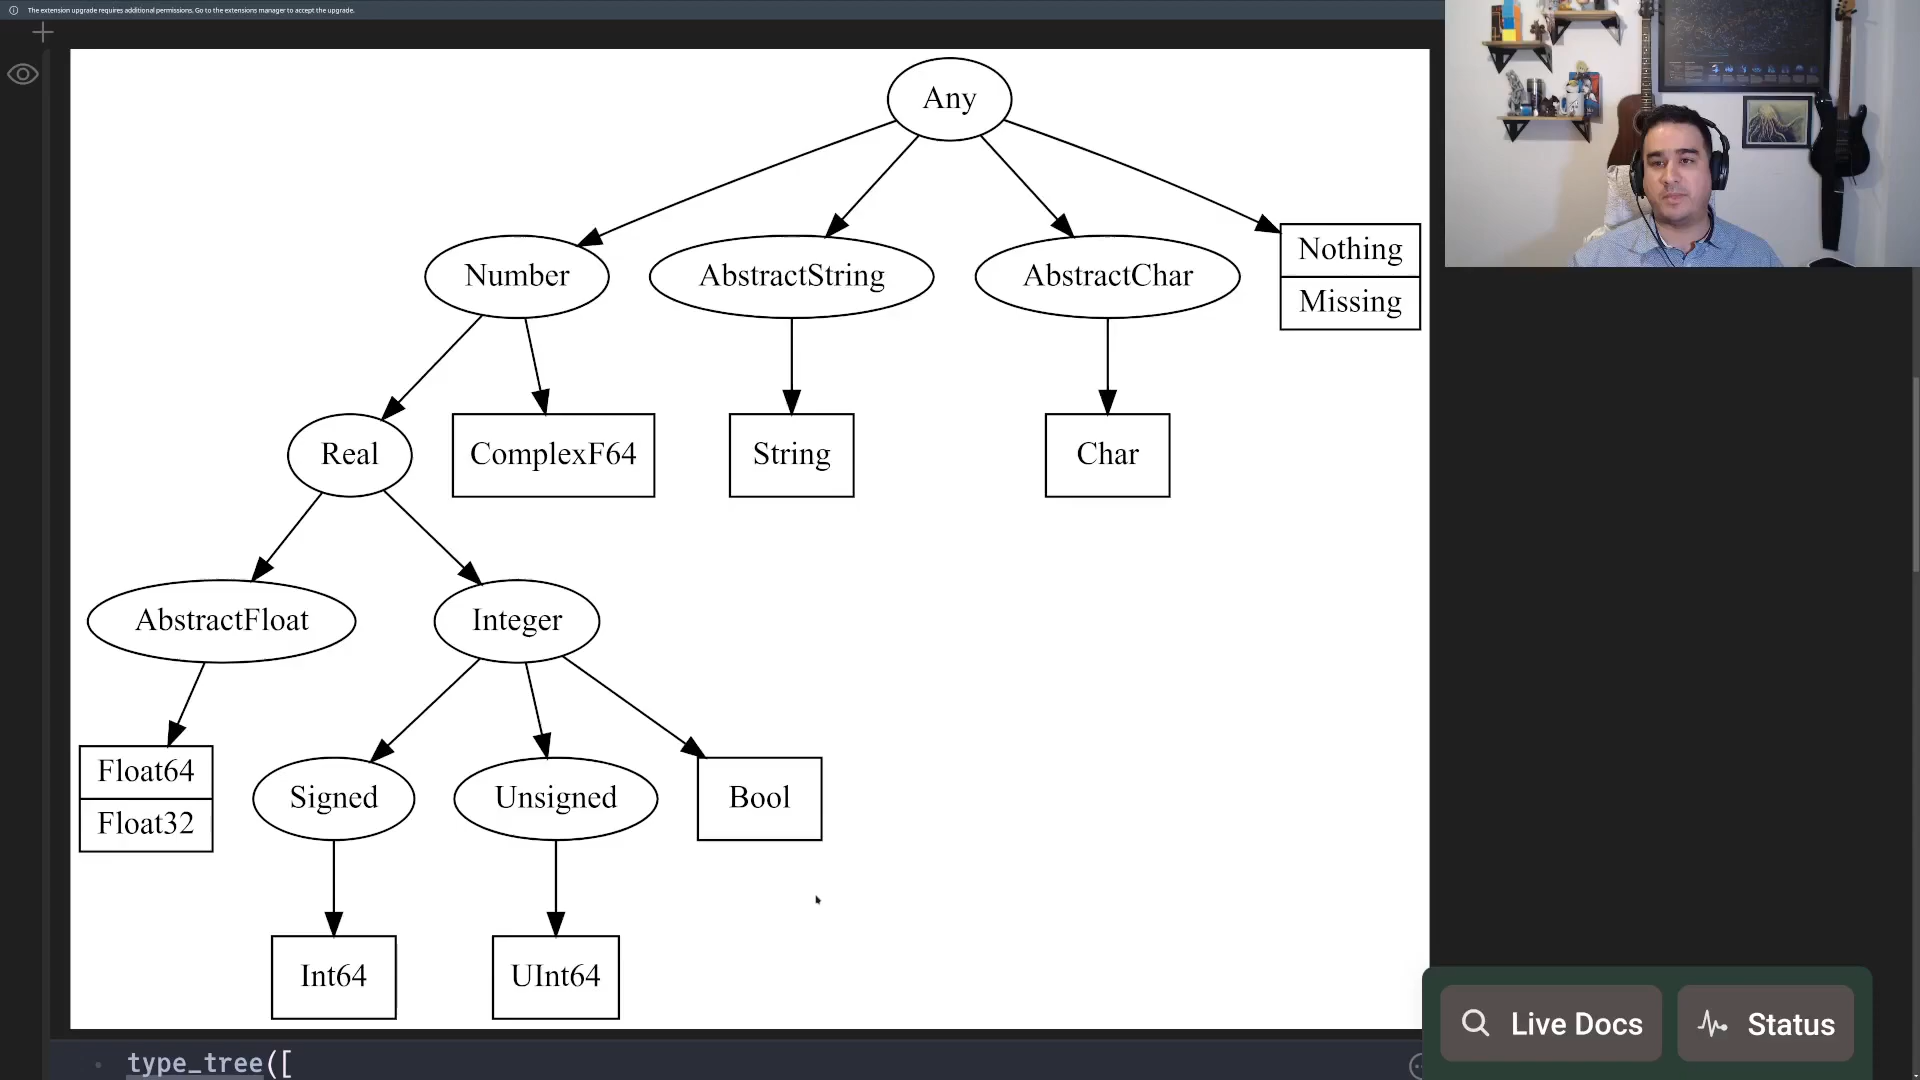 The extension upgrade requires additional permissions. Go to the extensions manager to accept the upgrade.
Any
Number
AbstractString
AbstractChar
Nothing
Missing
Real
ComplexF64
String
Char
AbstractFloat
Integer
Float64
Float32
Signed
Unsigned
Bool
Int64
UInt64
type_tree([
Live Docs
Status